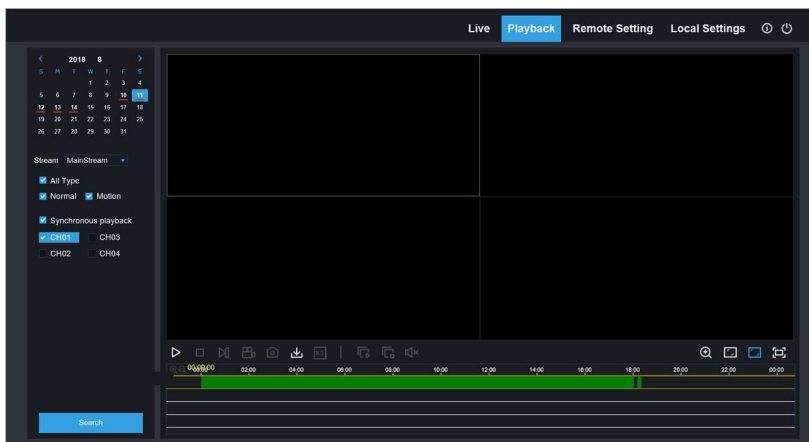 Live Playback Remote Setting Local Settings
2018 8
S M T W T F S
1 2 3 4
5 6 7 8 9 10 11
12 13 14 15 16 17 18
19 20 21 22 23 24 25
26 27 28 29 30 31
Stream MainStream
All Type
Normal Motion
Synchronous playback
CH01 CH03
CH02 CH04
x1
00:00:00 02:00 04:00 06:00 08:00 10:00 12:00 14:00 16:00 18:00 20:00 22:00 00:00
Search